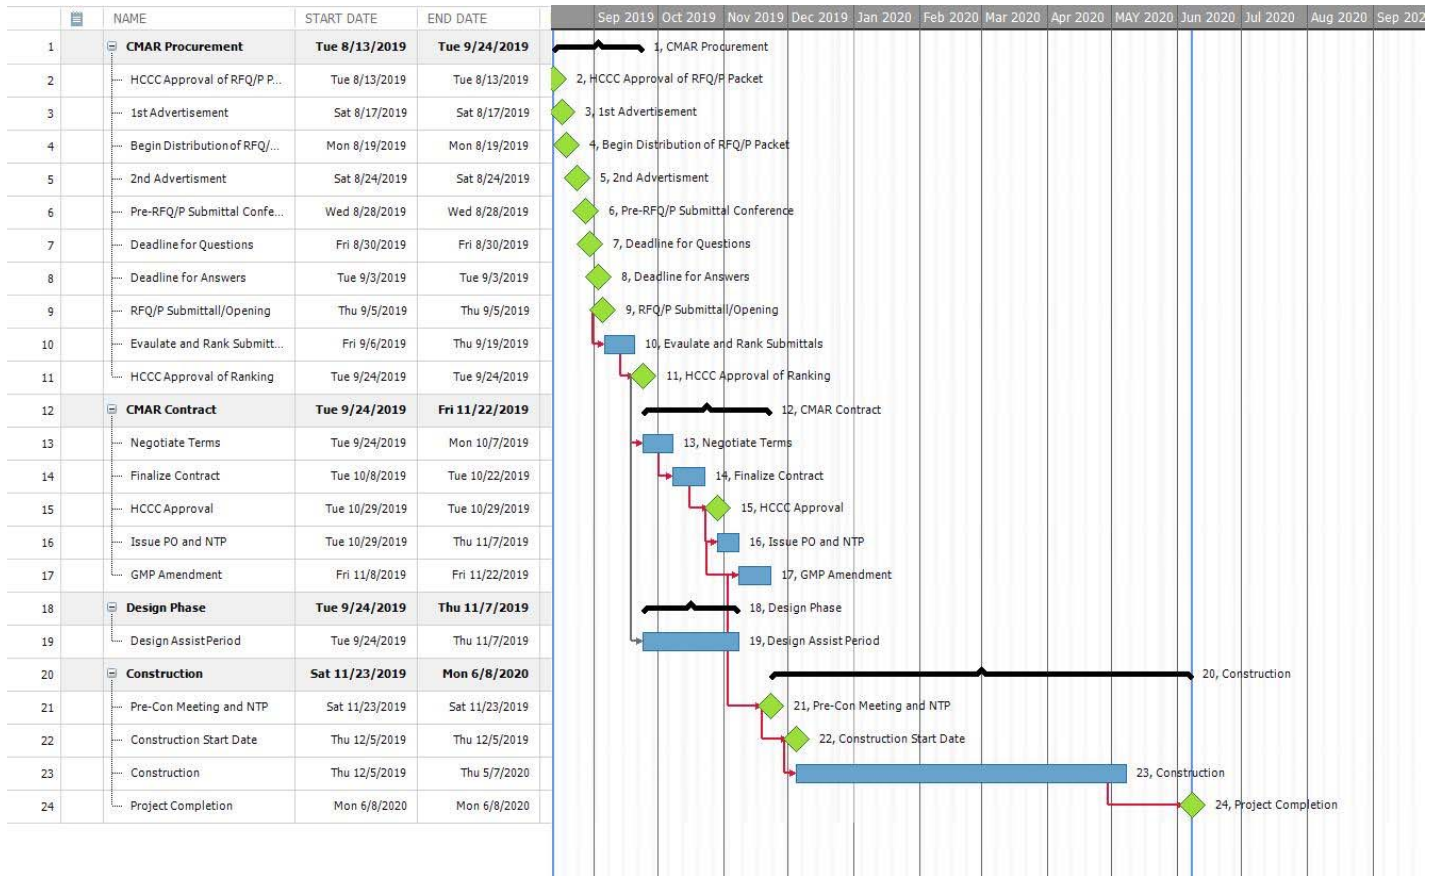 NAME START DATE END DATE Sep 2019 Oct 2019 Nov 2019 Dec 2019 Jan 2020 Feb 2020 Mar 2020 Apr 2020 MAY 2020 Jun 2020 Jul 2020 Aug 2020 Sep 202
1 CMAR Procurement Tue 8/13/2019 Tue 9/24/2019 1, CMAR Procurement
2 HCCC Approval of RFQ/P P... Tue 8/13/2019 Tue 8/13/2019 2, HCCC Approval of RFQ/P Packet
3 1st Advertisement Sat 8/17/2019 Sat 8/17/2019 3, 1st Advertisement
4 Begin Distribution of RFQ/... Mon 8/19/2019 Mon 8/19/2019 4, Begin Distribution of RFQ/P Packet
5 2nd Advertisment Sat 8/24/2019 Sat 8/24/2019 5, 2nd Advertisment
6 Pre-RFQ/P Submittal Confe... Wed 8/28/2019 Wed 8/28/2019 6, Pre-RFQ/P Submittal Conference
7 Deadline for Questions Fri 8/30/2019 Fri 8/30/2019 7, Deadline for Questions
8 Deadline for Answers Tue 9/3/2019 Tue 9/3/2019 8, Deadline for Answers
9 RFQ/P Submittall/Opening Thu 9/5/2019 Thu 9/5/2019 9, RFQ/P Submittall/Opening
10 Evaulate and Rank Submitt... Fri 9/6/2019 Thu 9/19/2019 10, Evaulate and Rank Submittals
11 HCCC Approval of Ranking Tue 9/24/2019 Tue 9/24/2019 11, HCCC Approval of Ranking
12 CMAR Contract Tue 9/24/2019 Fri 11/22/2019 12, CMAR Contract
13 Negotiate Terms Tue 9/24/2019 Mon 10/7/2019 13, Negotiate Terms
14 Finalize Contract Tue 10/8/2019 Tue 10/22/2019 14, Finalize Contract
15 HCCC Approval Tue 10/29/2019 Tue 10/29/2019 15, HCCC Approval
16 Issue PO and NTP Tue 10/29/2019 Thu 11/7/2019 16, Issue PO and NTP
17 GMP Amendment Fri 11/8/2019 Fri 11/22/2019 17, GMP Amendment
18 Design Phase Tue 9/24/2019 Thu 11/7/2019 18, Design Phase
19 Design Assist Period Tue 9/24/2019 Thu 11/7/2019 19, Design Assist Period
20 Construction Sat 11/23/2019 Mon 6/8/2020 20, Construction
21 Pre-Con Meeting and NTP Sat 11/23/2019 Sat 11/23/2019 21, Pre-Con Meeting and NTP
22 Construction Start Date Thu 12/5/2019 Thu 12/5/2019 22, Construction Start Date
23 Construction Thu 12/5/2019 Thu 5/7/2020 23, Construction
24 Project Completion Mon 6/8/2020 Mon 6/8/2020 24, Project Completion